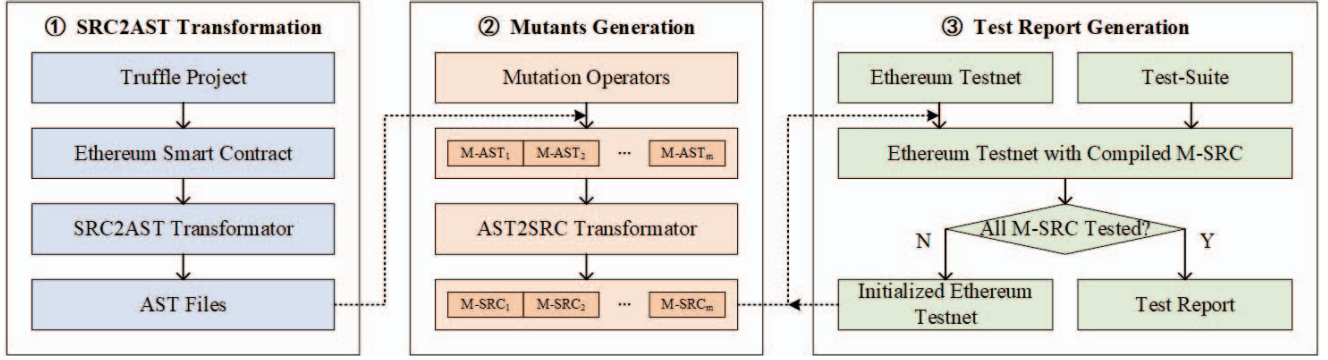 ① SRC2AST Transformation
Truffle Project
Ethereum Smart Contract
SRC2AST Transformator
AST Files
② Mutants Generation
Mutation Operators
M-AST₁ M-AST₂ ... M-ASTₘ
AST2SRC Transformator
M-SRC₁ M-SRC₂ ... M-SRCₘ
③ Test Report Generation
Ethereum Testnet
Test-Suite
Ethereum Testnet with Compiled M-SRC
All M-SRC Tested?
N
Y
Initialized Ethereum
Testnet
Test Report